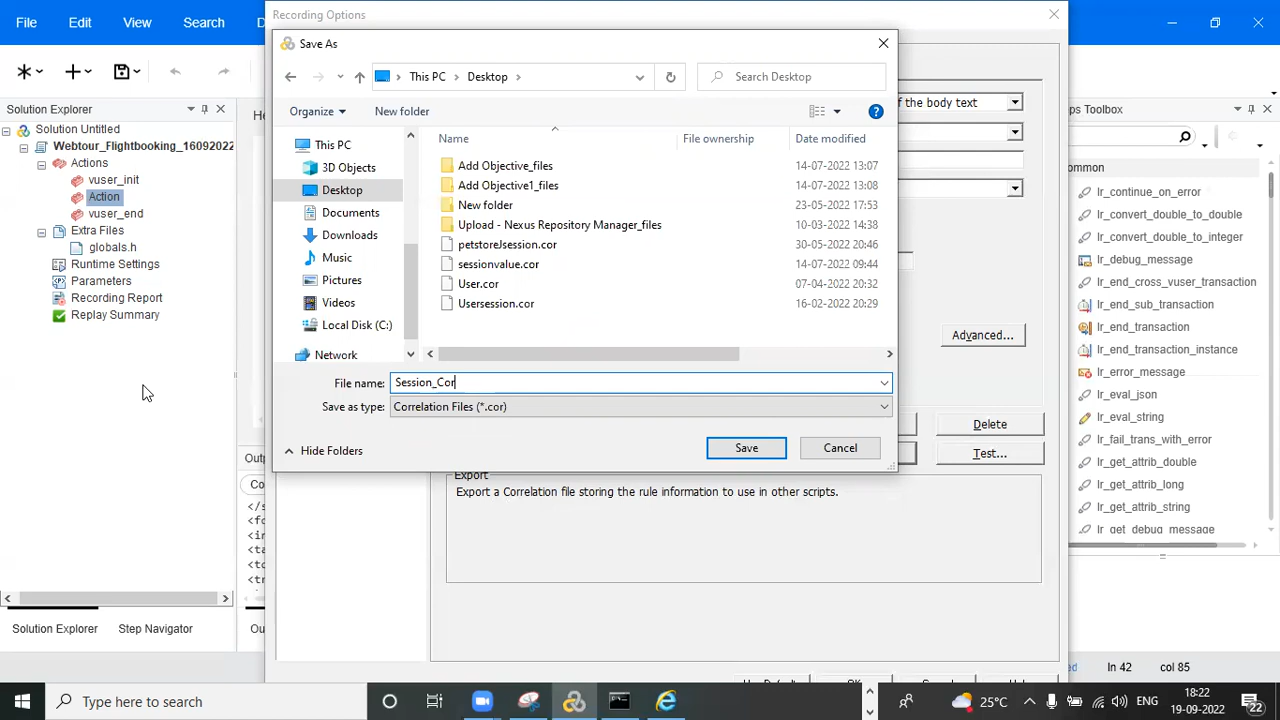 Recording Options
File
Edit
View
Search
D
Save As
This PC
Desktop
Search Desktop
Organize
New folder
Solution Explorer
f the body text
ps Toolbox
Name
File ownership
Date modified
Solution Untitled
Webtour_Flightbooking_16092022
Actions
vuser_init
Action
vuser_end
Extra Files
globals.h
Runtime Settings
Parameters
Recording Report
Replay Summary
This PC
3D Objects
Desktop
Documents
Downloads
Music
Pictures
Videos
Local Disk (C:)
Network
Add Objective_files 14-07-2022 13:07
Add Objective1_files 14-07-2022 13:08
New folder 23-05-2022 17:53
Upload - Nexus Repository Manager_files 10-03-2022 14:38
petstoreJsession.cor 30-05-2022 20:46
sessionvalue.cor 14-07-2022 09:44
User.cor 07-04-2022 20:32
Usersession.cor 16-02-2022 20:29
File name: Session_Cor
Save as type: Correlation Files (*.cor)
Hide Folders
Save
Cancel
Advanced...
Delete
Test...
Export
Export a Correlation file storing the rule information to use in other scripts.
ommon
lr_continue_on_error
lr_convert_double_to_double
lr_convert_double_to_integer
lr_debug_message
lr_end_cross_vuser_transaction
lr_end_sub_transaction
lr_end_transaction
lr_end_transaction_instance
lr_error_message
lr_eval_json
lr_eval_string
lr_fail_trans_with_error
lr_get_attrib_double
lr_get_attrib_long
lr_get_attrib_string
lr_get_debug_message
He
Outp
Co
</s
<fo
<in
<ta
<tr
Solution Explorer
Step Navigator
Ou
ln 42
col 85
Type here to search
25°C
ENG
18:22
19-09-2022
22